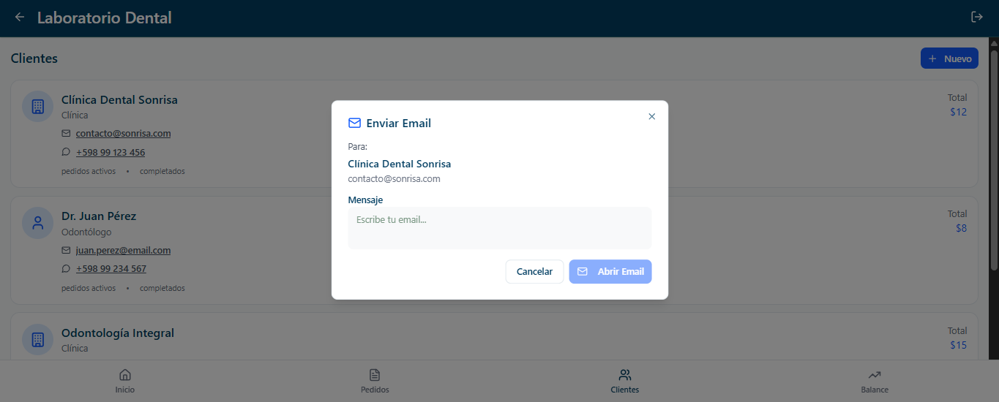 Laboratorio Dental
Clientes
Nuevo
Clínica Dental Sonrisa
Clínica
contacto@sonrisa.com
+598 99 123 456
pedidos activos • completados
Total
$12
Dr. Juan Pérez
Odontólogo
juan.perez@email.com
+598 99 234 567
pedidos activos • completados
Total
$8
Odontología Integral
Clínica
Total
$15
Enviar Email
Para:
Clínica Dental Sonrisa
contacto@sonrisa.com
Mensaje
Escribe tu email...
Cancelar
Abrir Email
Inicio
Pedidos
Clientes
Balance